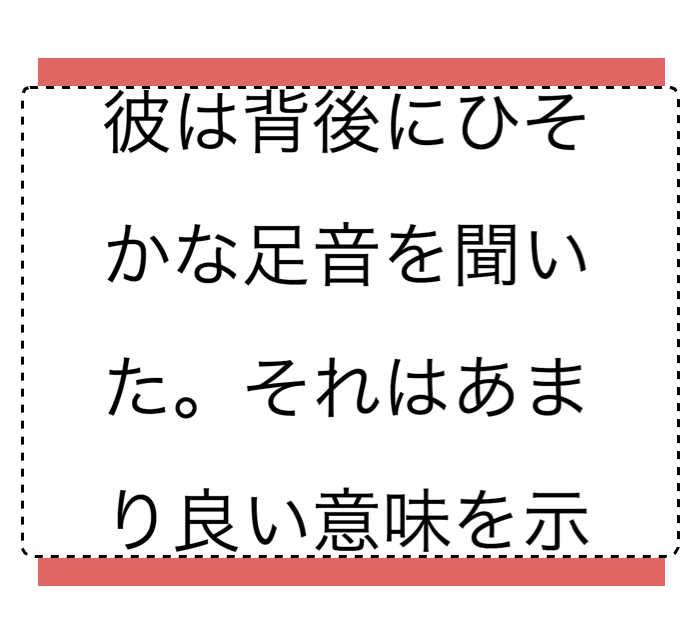 彼は背後にひそ
かな足音を聞い
た。それはあま
り良い意味を示